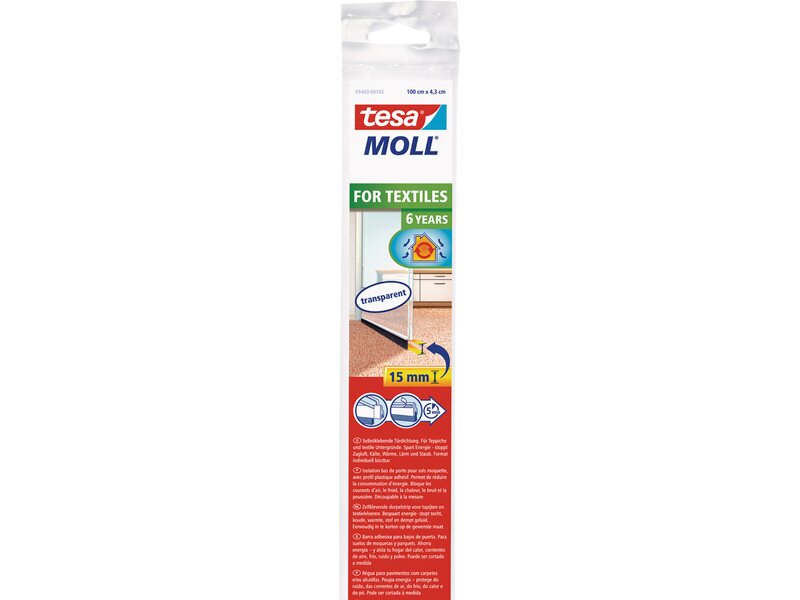 05403-00102 100 cm x 4,3 cm
tesa®
MOLL®
FOR TEXTILES
6 YEARS
transparent
15 mm
5 min
D Selbstklebende Türdichtung. Für Teppiche
und textile Untergründe. Spart Energie - stoppt
Zugluft, Kälte, Wärme, Lärm und Staub. Format
individuell kürzbar
F Isolation bas de porte pour sols moquette,
avec profil plastique adhésif. Permet de réduire
la consommation d'énergie. Bloque les
courants d'air, le froid, la chaleur, le bruit et la
poussière. Découpable à la mesure
NL Zelfklevende dorpelstrip voor tapijten en
textielvloeren. Bespaart energie- stopt tocht,
koude, warmte, stof en dempt geluid.
Eenvoudig in te korten op de gewenste maat
E Barra adhesiva para bajos de puerta. Para
suelos de moquetas y parquets. Ahorra
energía – y aísla tu hogar del calor, corrientes
de aire, frío, ruido y polvo. Puede ser cortado
a medida
P Régua para pavimentos com carpetes
e/ou alcatifas. Poupa energia – protege do
ruído, das correntes de ar, do frio, do calor e
do pó. Pode ser cortada à medida